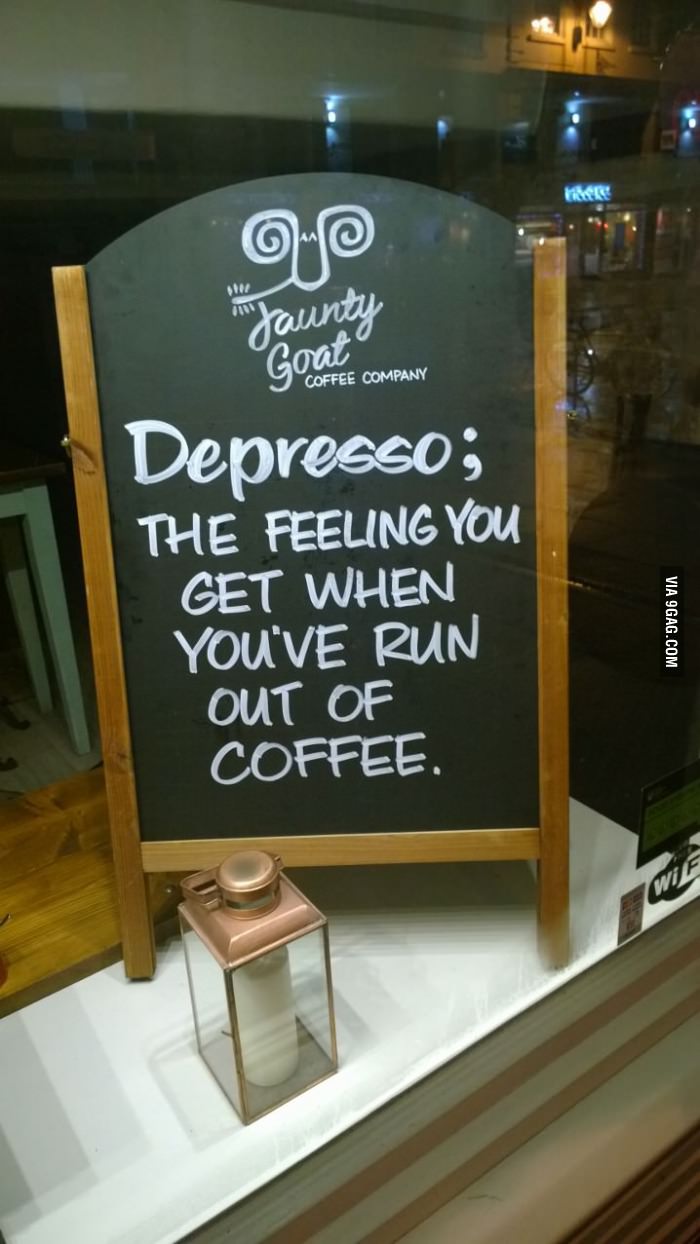 Jaunty
Goat
COFFEE COMPANY
Depresso;
THE FEELING YOU
GET WHEN
YOU'VE RUN
OUT OF
COFFEE.
VIA 9GAG.COM